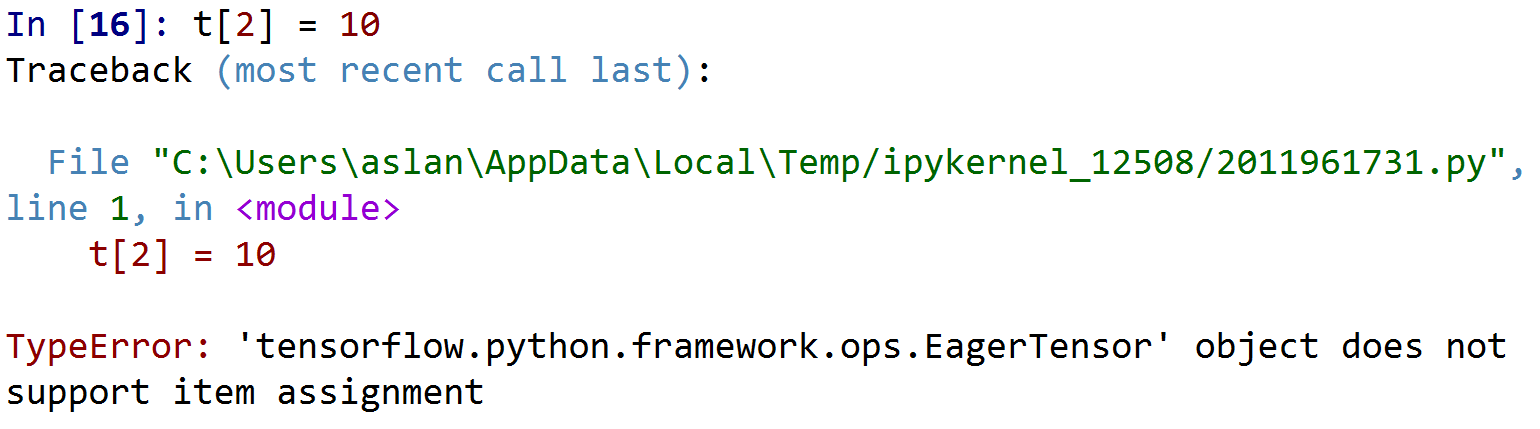 In [16]: t[2] = 10
Traceback (most recent call last):
File "C:\Users\aslan\AppData\Local\Temp/ipykernel_12508/2011961731.py",
line 1, in <module>
t[2] = 10
TypeError: 'tensorflow.python.framework.ops.EagerTensor' object does not
support item assignment